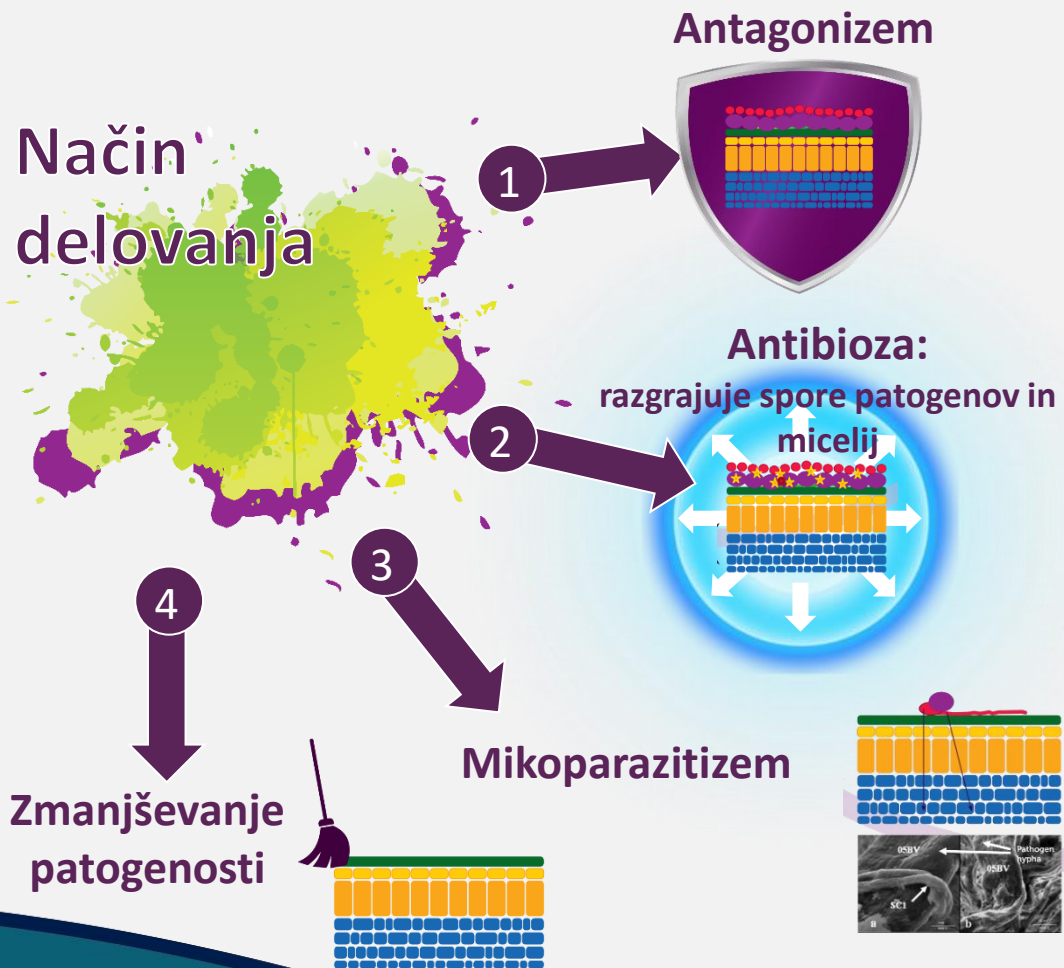 Način
delovanja
1
Antagonizem
2
Antibioza:
razgrajuje spore patogenov in
micelij
3
Mikoparazitizem
4
Zmanjševanje
patogenosti
05BV
SC1
a
Pathogen
hypha
05BV
b